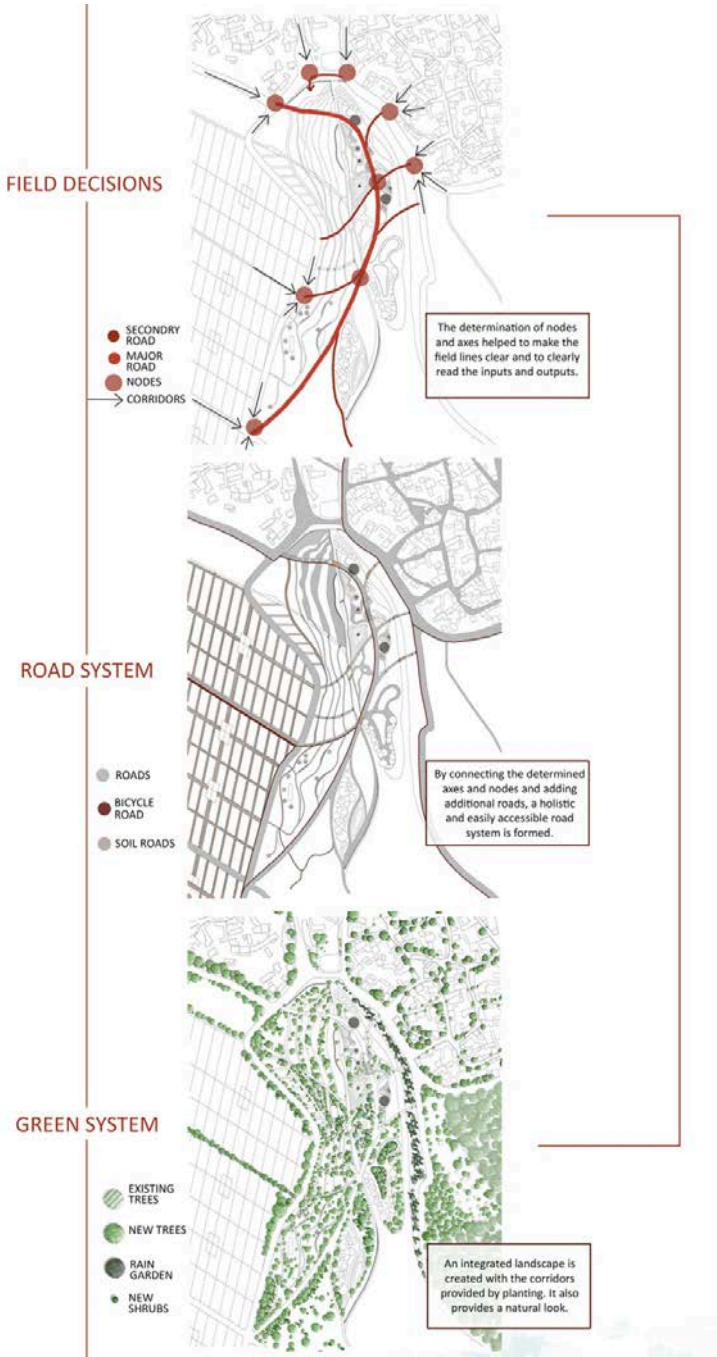 FIELD DECISIONS
SECONDRY
ROAD
MAJOR
ROAD
NODES
CORRIDORS
The determination of nodes
and axes helped to make the
field lines clear and to clearly
read the inputs and outputs.
ROAD SYSTEM
ROADS
BICYCLE
ROAD
SOIL ROADS
By connecting the determined
axes and nodes and adding
additional roads, a holistic
and easily accessible road
system is formed.
GREEN SYSTEM
EXISTING
TREES
NEW TREES
RAIN
GARDEN
NEW
SHRUBS
An integrated landscape is
created with the corridors
provided by planting. It also
provides a natural look.